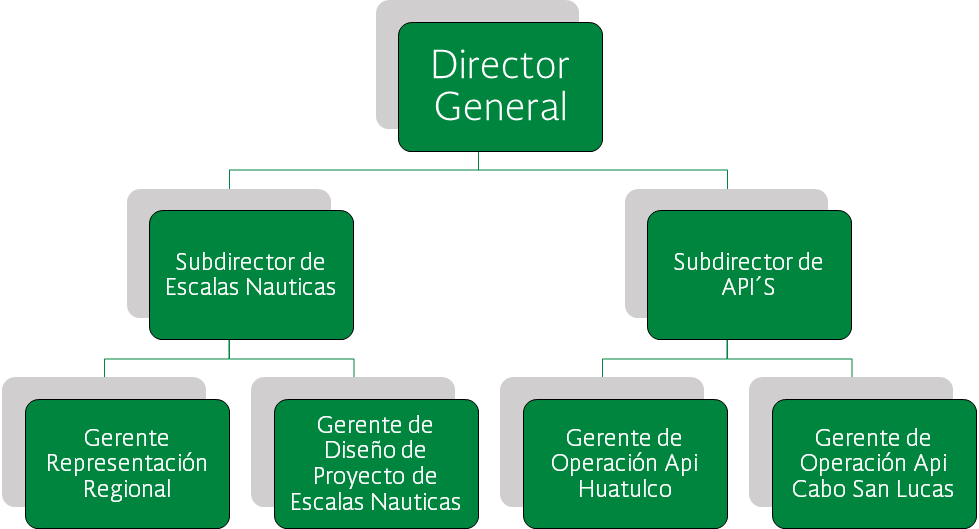 Director
General
Subdirector de
Escalas Nauticas
Subdirector de
API´S
Gerente
Representación
Regional
Gerente de
Diseño de
Proyecto de
Escalas Nauticas
Gerente de
Operación Api
Huatulco
Gerente de
Operación Api
Cabo San Lucas